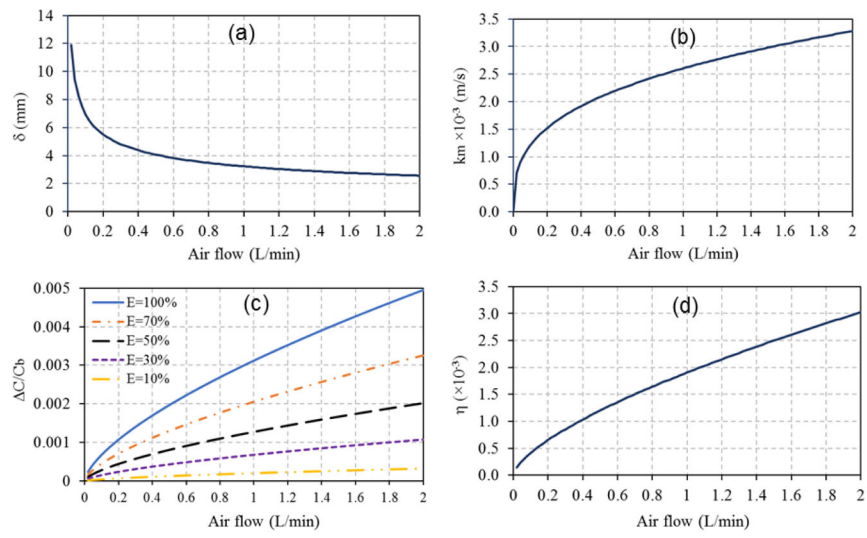 (a)
14
12
10
8
6
4
2
0
δ (mm)
0 0.2 0.4 0.6 0.8 1 1.2 1.4 1.6 1.8 2
Air flow (L/min)
(b)
3.5
3.0
2.5
2.0
1.5
1.0
0.5
0.0
km ×10⁻³ (m/s)
0 0.2 0.4 0.6 0.8 1 1.2 1.4 1.6 1.8 2
Air flow (L/min)
(c)
0.005
0.004
0.003
0.002
0.001
0
ΔC/Cb
E=100%
E=70%
E=50%
E=30%
E=10%
0 0.2 0.4 0.6 0.8 1 1.2 1.4 1.6 1.8 2
Air flow (L/min)
(d)
3.5
3.0
2.5
2.0
1.5
1.0
0.5
0.0
η (×10⁻³)
0 0.2 0.4 0.6 0.8 1 1.2 1.4 1.6 1.8 2
Air flow (L/min)